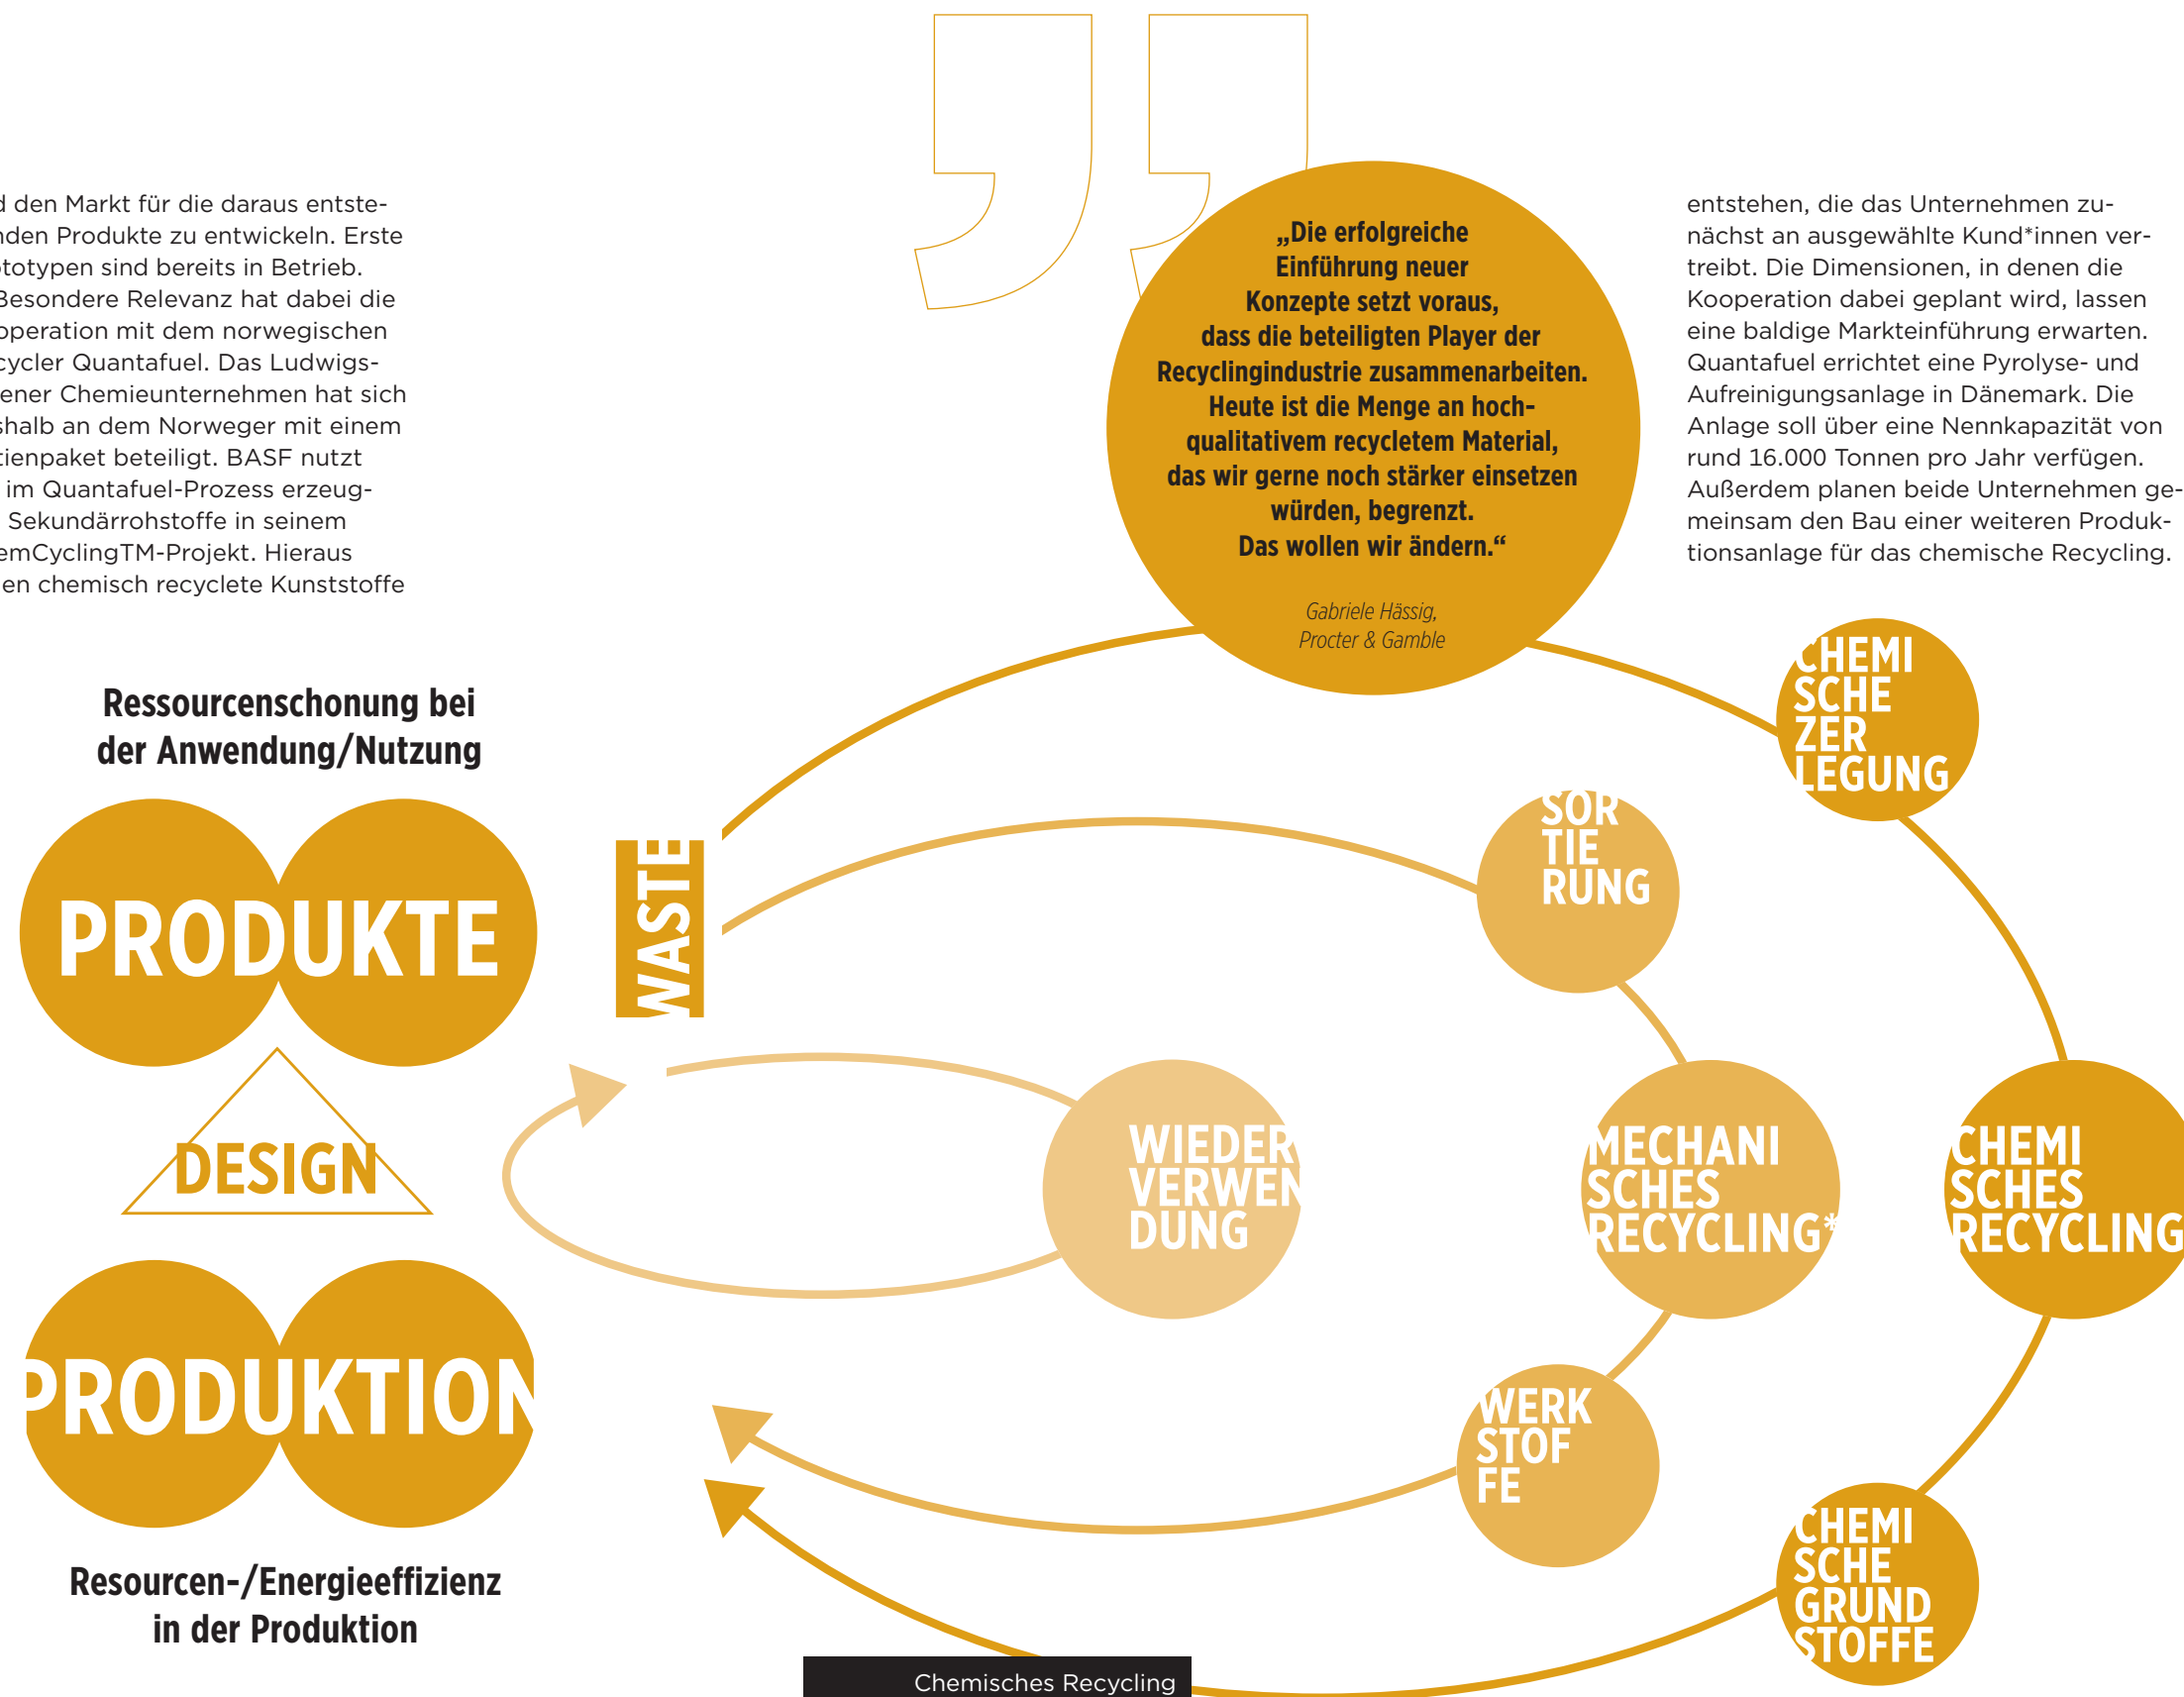 d den Markt für die daraus entste-
nden Produkte zu entwickeln. Erste
ototypen sind bereits in Betrieb.
Besondere Relevanz hat dabei die
operation mit dem norwegischen
cycler Quantafuel. Das Ludwigs-
ener Chemieunternehmen hat sich
shalb an dem Norweger mit einem
tienpaket beteiligt. BASF nutzt
im Quantafuel-Prozess erzeug-
Sekundärrohstoffe in seinem
emCyclingTM-Projekt. Hieraus
en chemisch recyclete Kunststoffe
„Die erfolgreiche
Einführung neuer
Konzepte setzt voraus,
dass die beteiligten Player der
Recyclingindustrie zusammenarbeiten.
Heute ist die Menge an hoch-
qualitativem recycletem Material,
das wir gerne noch stärker einsetzen
würden, begrenzt.
Das wollen wir ändern.“
Gabriele Hässig,
Procter & Gamble
entstehen, die das Unternehmen zu-
nächst an ausgewählte Kund*innen ver-
treibt. Die Dimensionen, in denen die
Kooperation dabei geplant wird, lassen
eine baldige Markteinführung erwarten.
Quantafuel errichtet eine Pyrolyse- und
Aufreinigungsanlage in Dänemark. Die
Anlage soll über eine Nennkapazität von
rund 16.000 Tonnen pro Jahr verfügen.
Außerdem planen beide Unternehmen ge-
meinsam den Bau einer weiteren Produk-
tionsanlage für das chemische Recycling.
Ressourcenschonung bei
der Anwendung/Nutzung
PRODUKTE
DESIGN
PRODUKTION
Resourcen-/Energieeffizienz
in der Produktion
WASTE
CHEMI
SCHE
ZER
LEGUNG
SOR
TIE
RUNG
WIEDER
VERWEN
DUNG
MECHANI
SCHES
RECYCLING*
CHEMI
SCHES
RECYCLING
WERK
STOF
FE
CHEMI
SCHE
GRUND
STOFFE
Chemisches Recycling